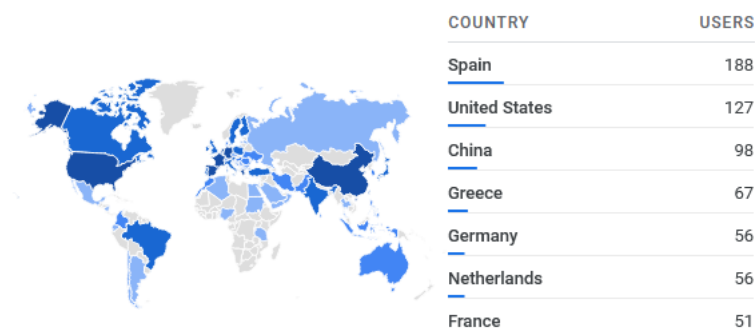 COUNTRY USERS
Spain 188
United States 127
China 98
Greece 67
Germany 56
Netherlands 56
France 51